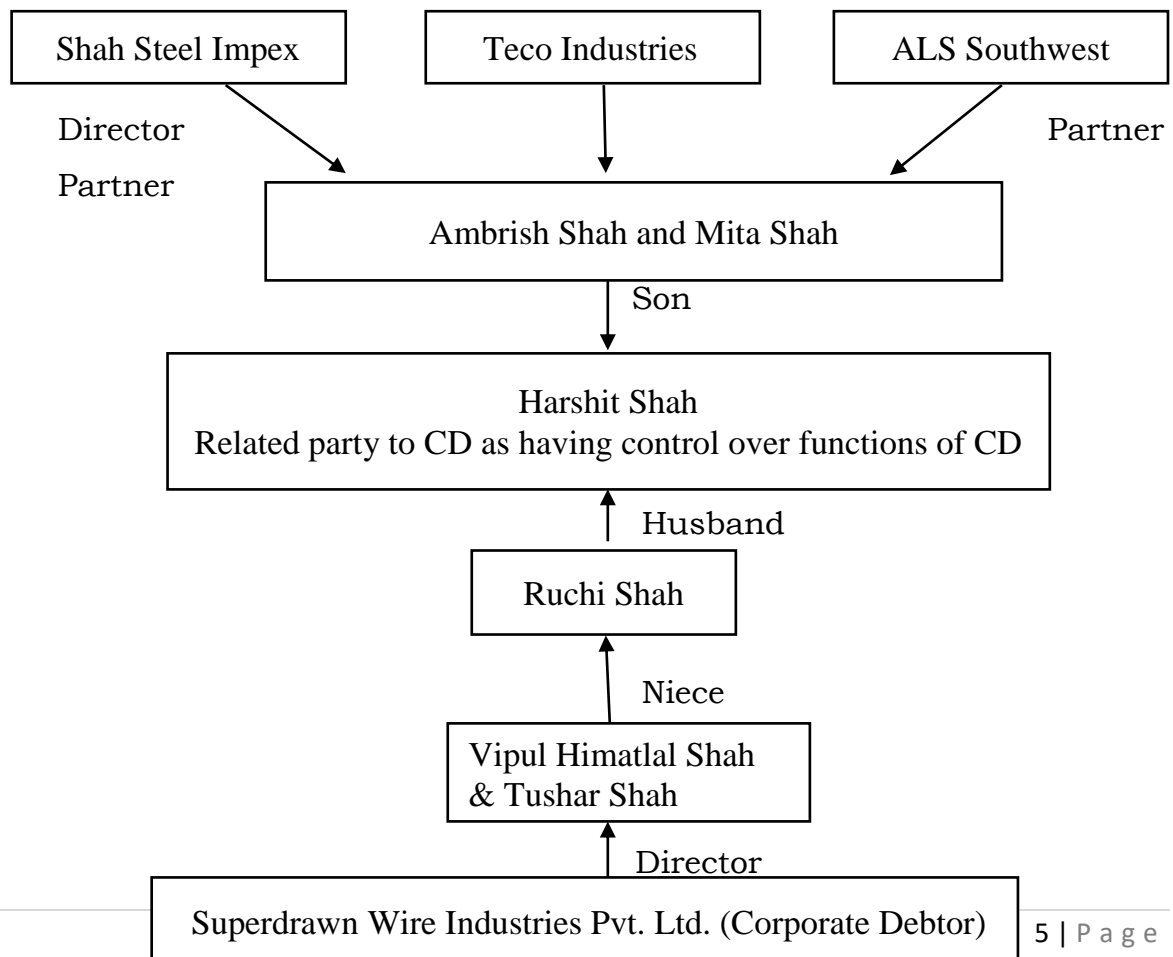 Shah Steel Impex
Teco Industries
ALS Southwest
Director
Partner
Partner
Ambrish Shah and Mita Shah
Son
Harshit Shah
Related party to CD as having control over functions of CD
Husband
Ruchi Shah
Niece
Vipul Himatlal Shah
& Tushar Shah
Director
Superdrawn Wire Industries Pvt. Ltd. (Corporate Debtor)
5 | P a g e